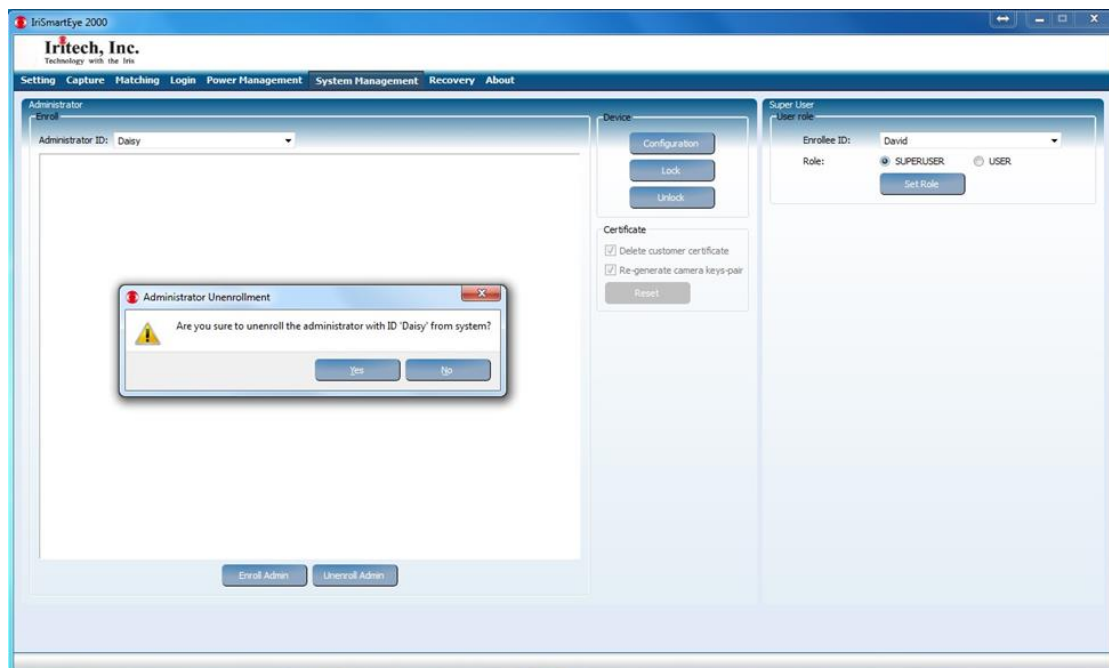 IriSmartEye 2000
Iritech, Inc.
Technology with the Iris
Setting Capture Matching Login Power Management System Management Recovery About
Administrator
Enroll
Administrator ID: Daisy
Device
Configuration
Lock
Unlock
Certificate
Delete customer certificate
Re-generate camera keys-pair
Reset
Super User
User role
Enrollee ID: David
Role: SUPERUSER USER
Set Role
Administrator Unenrollment
Are you sure to unenroll the administrator with ID 'Daisy' from system?
Yes No
Enroll Admin Unenroll Admin